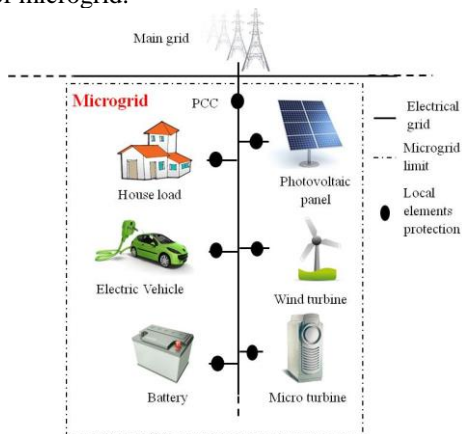 or microgrid.
Main grid
Microgrid
PCC
House load
Photovoltaic
panel
Electric Vehicle
Wind turbine
Battery
Micro turbine
Electrical
grid
Microgrid
limit
Local
elements
protection